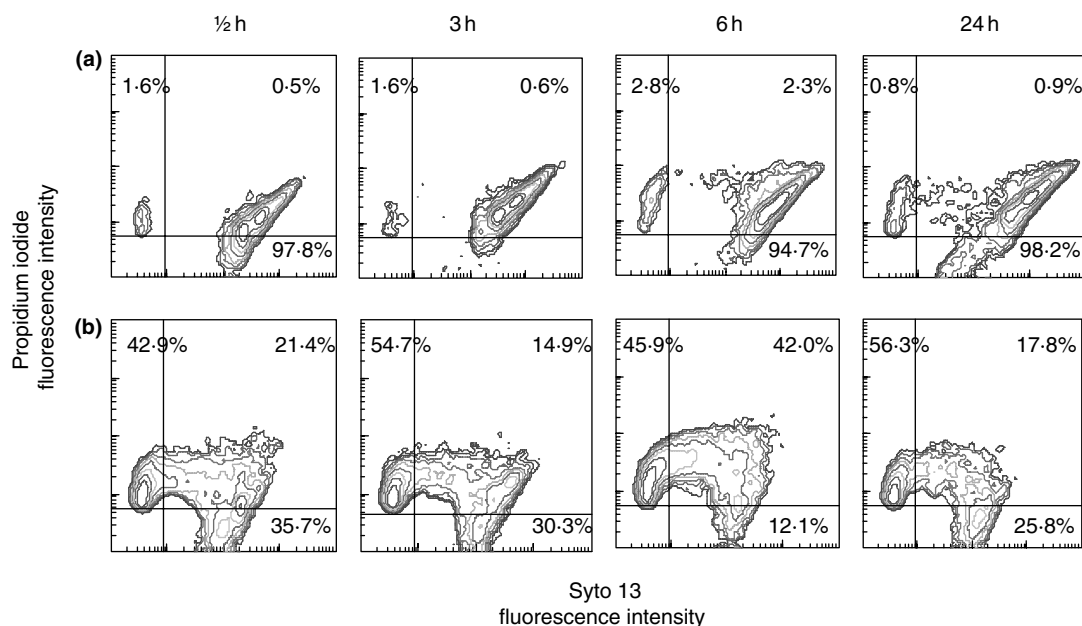 ½ h 3 h 6 h 24 h
(a)
1·6% 0·5% 1·6% 0·6% 2·8% 2·3% 0·8% 0·9%
97·8% 94·7% 98·2%
Propidium iodide
fluorescence intensity
(b)
42·9% 21·4% 54·7% 14·9% 45·9% 42·0% 56·3% 17·8%
35·7% 30·3% 12·1% 25·8%
Syto 13
fluorescence intensity